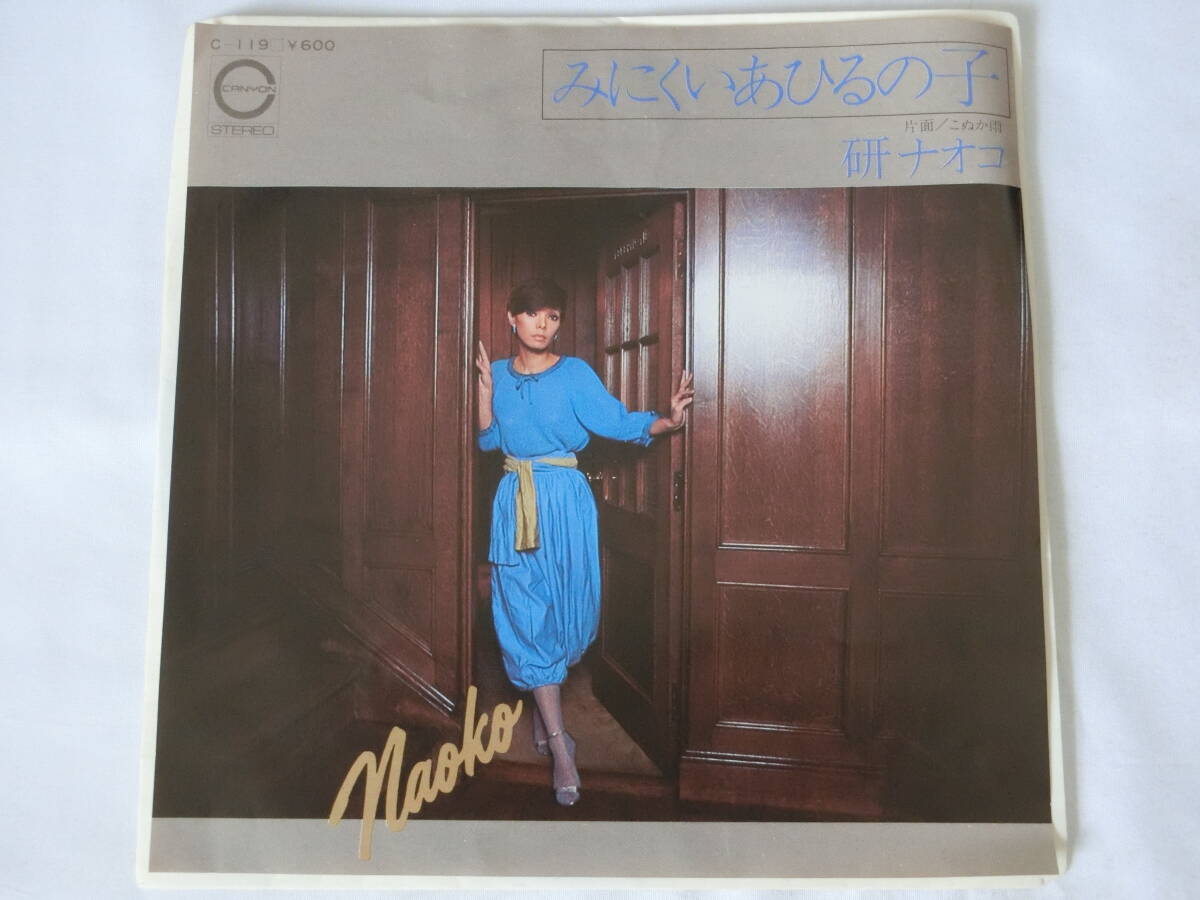 C-119 ¥600
CANYON
STEREO
みにくいあひるの子
片面／こぬか雨
研ナオコ
Naoko